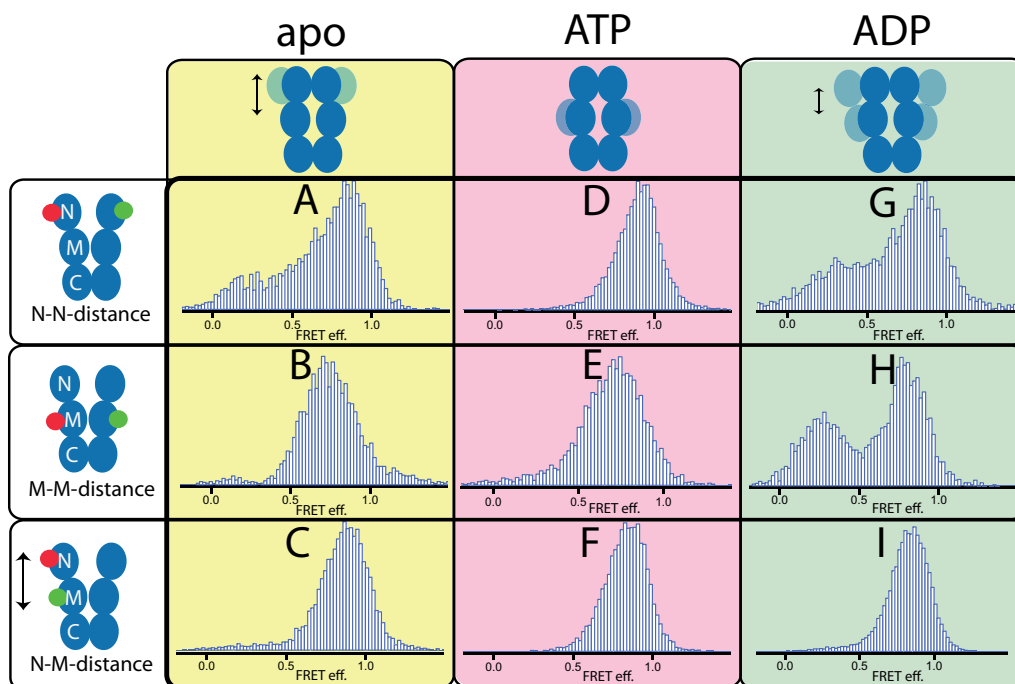 apo ATP ADP
N
M
C
N-N-distance
A D G
0.0 0.5 1.0
FRET eff.
0.0 0.5 1.0
FRET eff.
0.0 0.5 1.0
FRET eff.
N
M
C
M-M-distance
B E H
0.0 0.5 1.0
FRET eff.
0.0 0.5 1.0
FRET eff.
0.0 0.5 1.0
FRET eff.
N
M
C
N-M-distance
C F I
0.0 0.5 1.0
FRET eff.
0.0 0.5 1.0
FRET eff.
0.0 0.5 1.0
FRET eff.